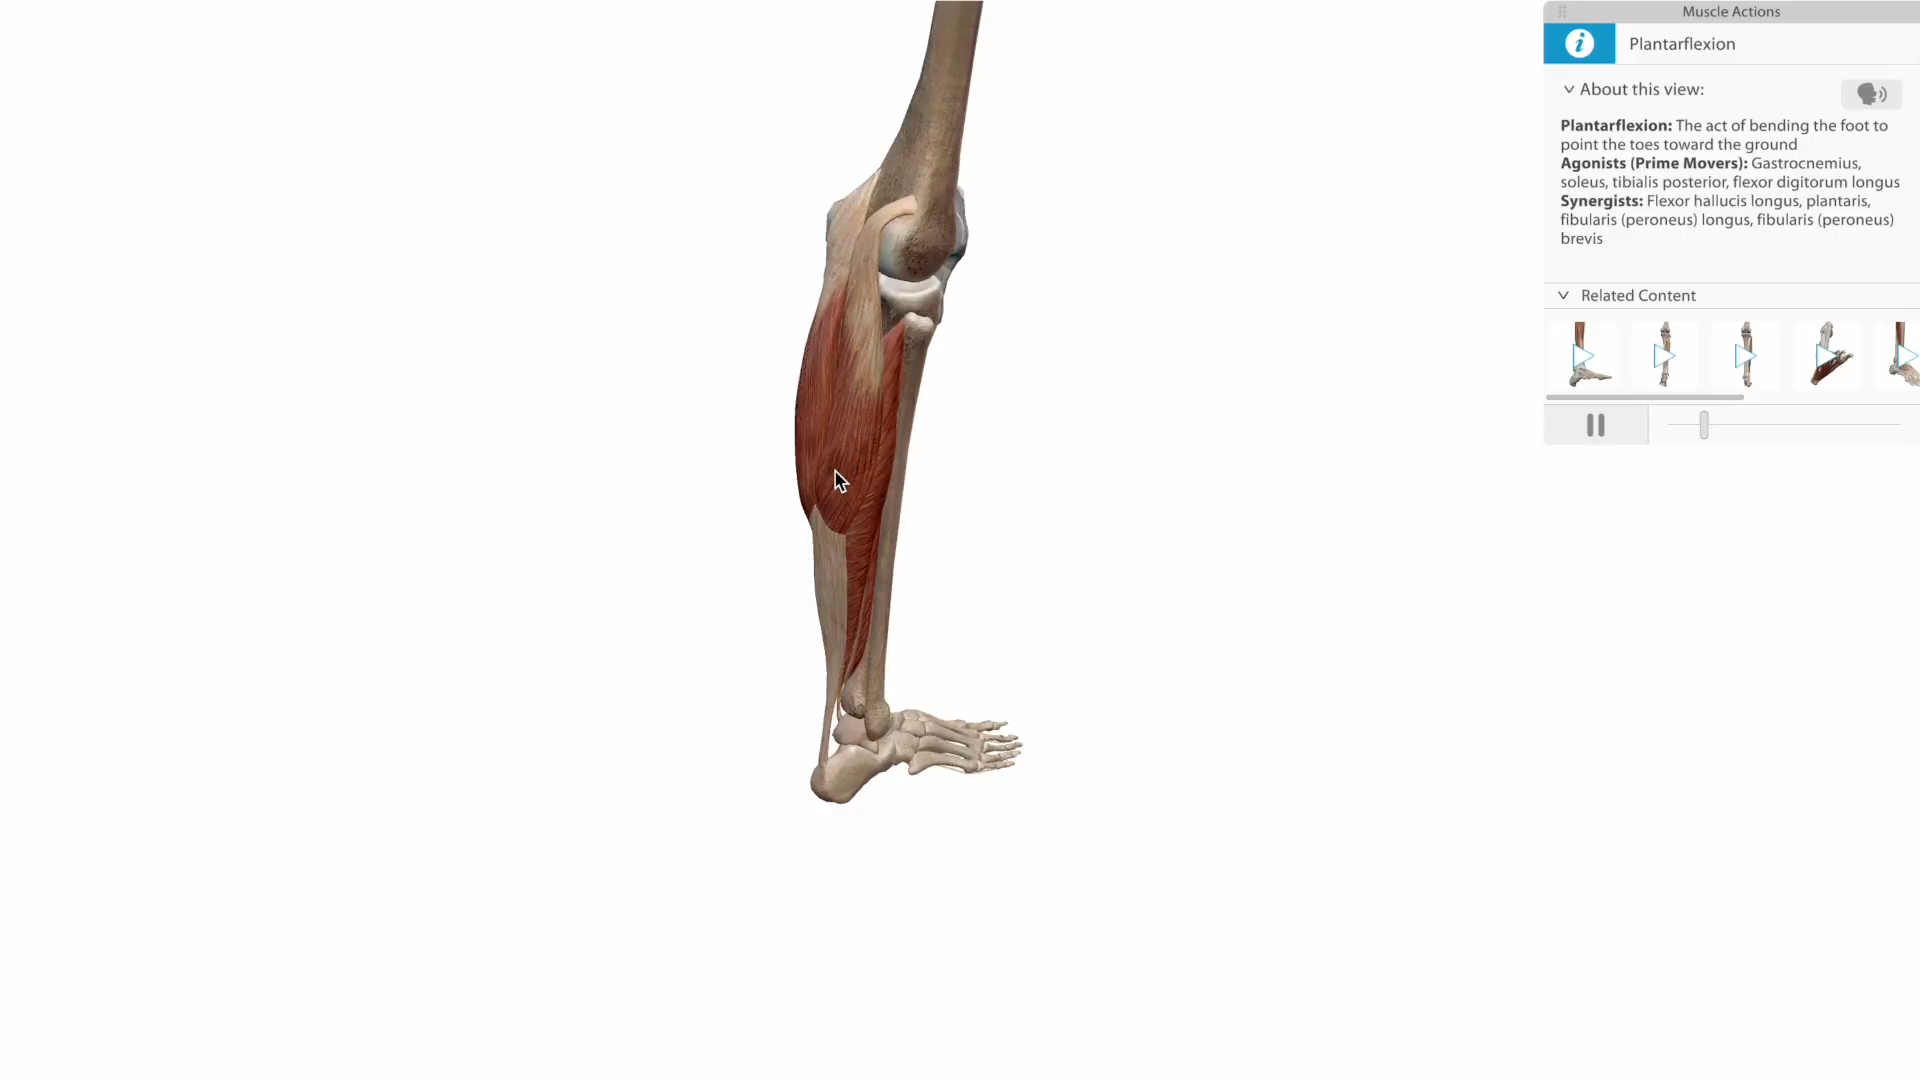 Muscle Actions
Plantarflexion
About this view:
Plantarflexion: The act of bending the foot to
point the toes toward the ground
Agonists (Prime Movers): Gastrocnemius,
soleus, tibialis posterior, flexor digitorum longus
Synergists: Flexor hallucis longus, plantaris,
fibularis (peroneus) longus, fibularis (peroneus)
brevis
Related Content